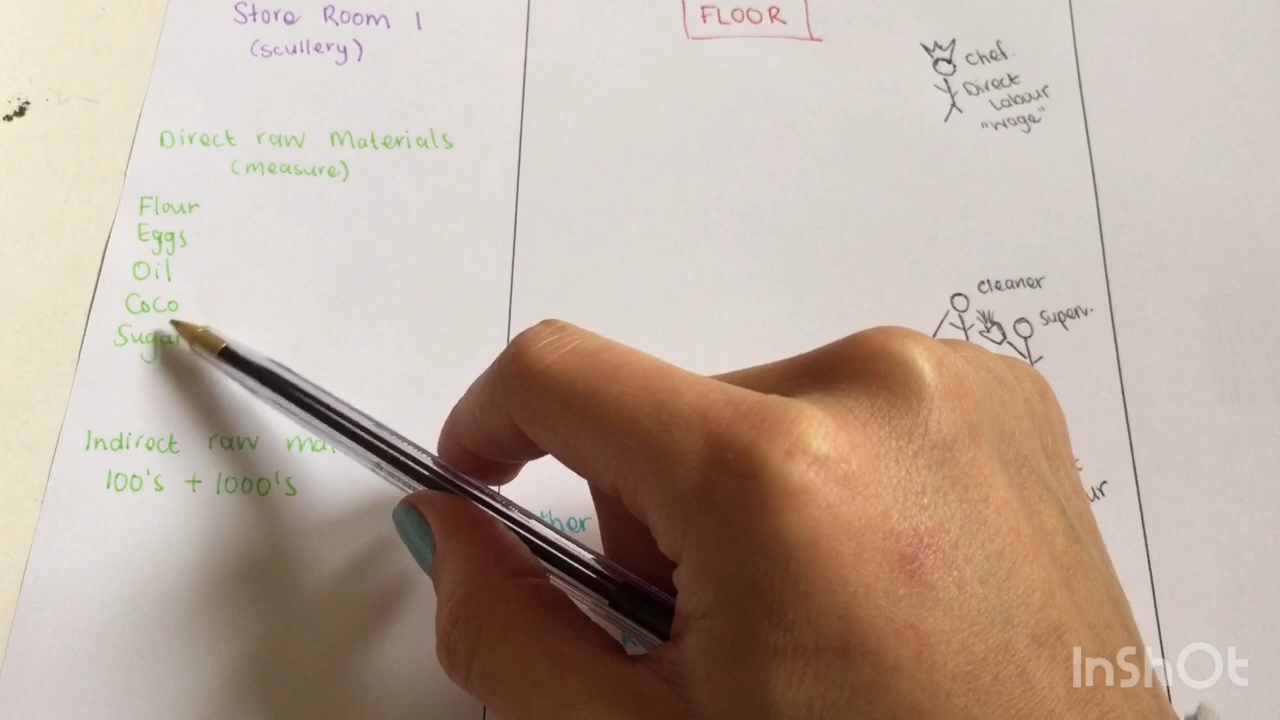 Store Room 1
(scullery)
Direct raw Materials
(measure)
Flour
Eggs
Oil
CoCo
Sugar
Indirect raw
100's + 1000's
FLOOR
chef.
Direct
Labour
"wage"
cleaner
superv.
InShOt